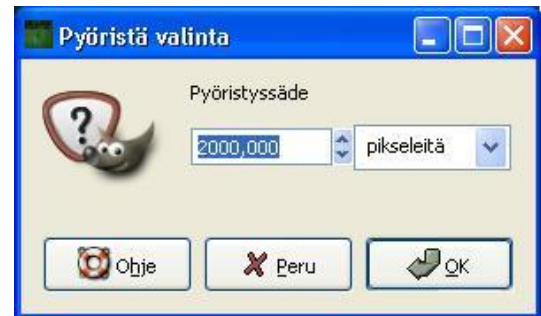 Pyöristä valinta
Pyöristyssäde
2000,000 pikseleitä
Ohje Peru OK